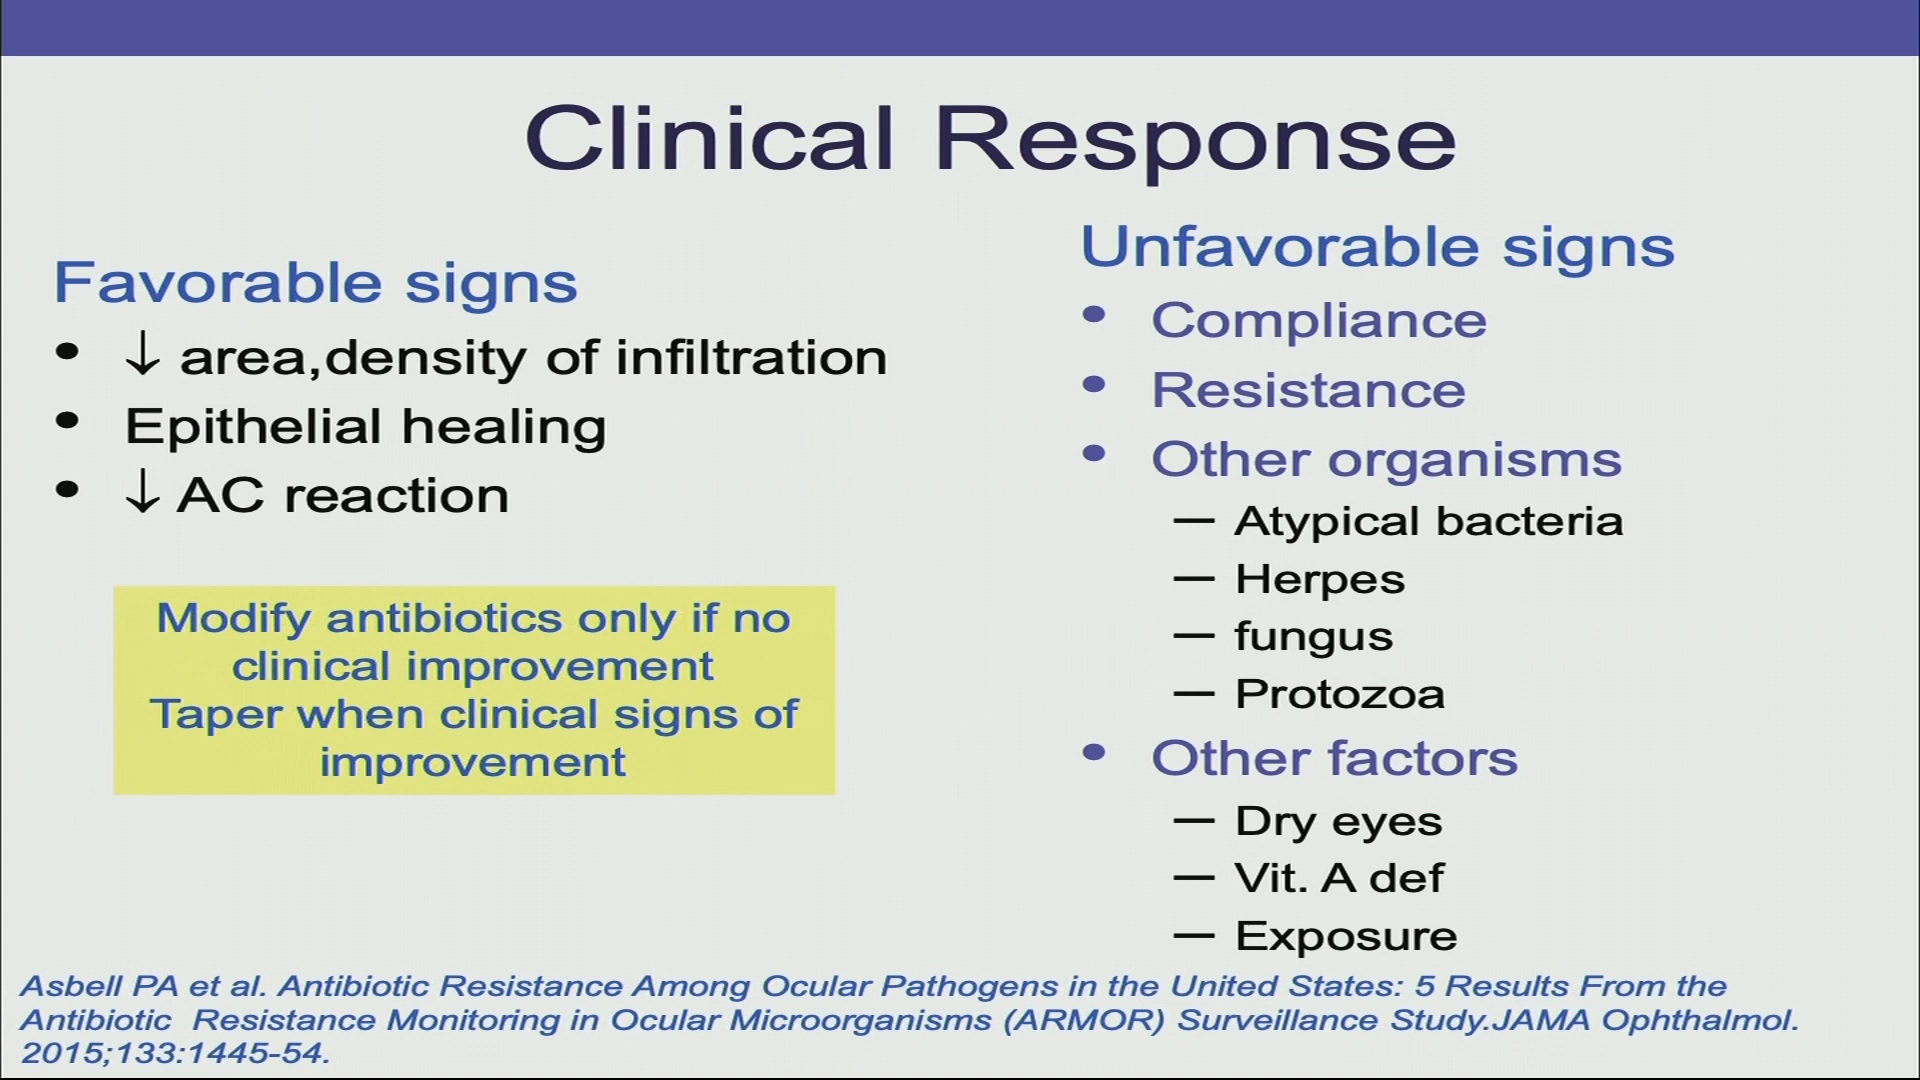 Clinical Response
Favorable signs
• ↓ area,density of infiltration
• Epithelial healing
• ↓ AC reaction
Modify antibiotics only if no
clinical improvement
Taper when clinical signs of
improvement
Unfavorable signs
• Compliance
• Resistance
• Other organisms
— Atypical bacteria
— Herpes
— fungus
— Protozoa
• Other factors
— Dry eyes
— Vit. A def
— Exposure
Asbell PA et al. Antibiotic Resistance Among Ocular Pathogens in the United States: 5 Results From the
Antibiotic Resistance Monitoring in Ocular Microorganisms (ARMOR) Surveillance Study.JAMA Ophthalmol.
2015;133:1445-54.